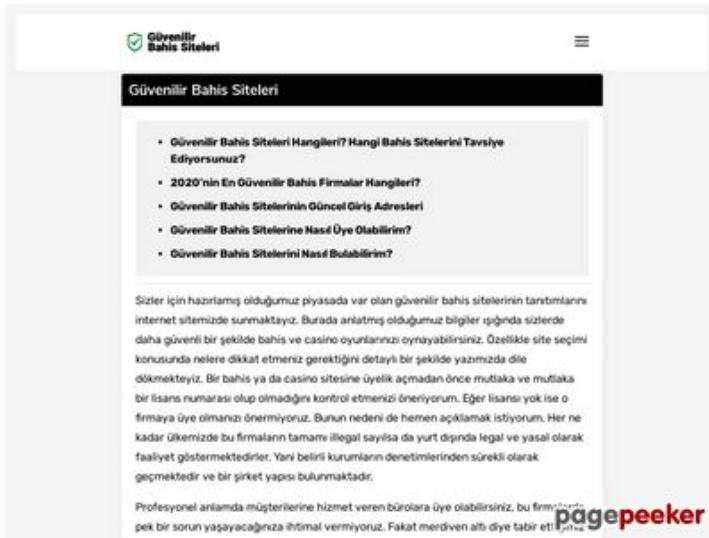 Güvenilir
Bahis Siteleri
Güvenilir Bahis Siteleri
• Güvenilir Bahis Siteleri Hangileri? Hangi Bahis Sitelerini Tavsiye
Ediyorsunuz?
• 2020'nin En Güvenilir Bahis Firmalar Hangileri?
• Güvenilir Bahis Sitelerinin Güncel Giriş Adresleri
• Güvenilir Bahis Sitelerine Nasıl Üye Olabilirim?
• Güvenilir Bahis Sitelerini Nasıl Bulabilirim?
Sizler için hazırlamış olduğumuz piyasada var olan güvenilir bahis sitelerinin tanıtımlarını
internet sitemizde sunmaktayız. Burada anlatmış olduğumuz bilgiler ışığında sizlerde
daha güvenli bir şekilde bahis ve casino oyunlarınızı oynayabilirsiniz. Özellikle site seçimi
konusunda nelere dikkat etmeniz gerektiğini detaylı bir şekilde yazımızda dile
dökmekteyiz. Bir bahis ya da casino sitesine üyelik açmadan önce mutlaka ve mutlaka
bir lisans numarası olup olmadığını kontrol etmenizi öneriyorum. Eğer lisansı yok ise o
firmaya üye olmanızı önermiyoruz. Bunun nedeni de hemen açıklamak istiyorum. Her ne
kadar ülkemizde bu firmaların tamamı illegal sayılsa da yurt dışında legal ve yasal olarak
faaliyet göstermektedirler. Yani belirli kurumların denetimlerinden sürekli olarak
geçmektedir ve bir şirket yapısı bulunmaktadır.
Profesyonel anlamda müşterilerine hizmet veren bürolara üye olabilirsiniz, bu
pek bir sorun yaşayacağınıza ihtimal vermiyoruz. Fakat merdiven altı diye tabir
pagepeeker